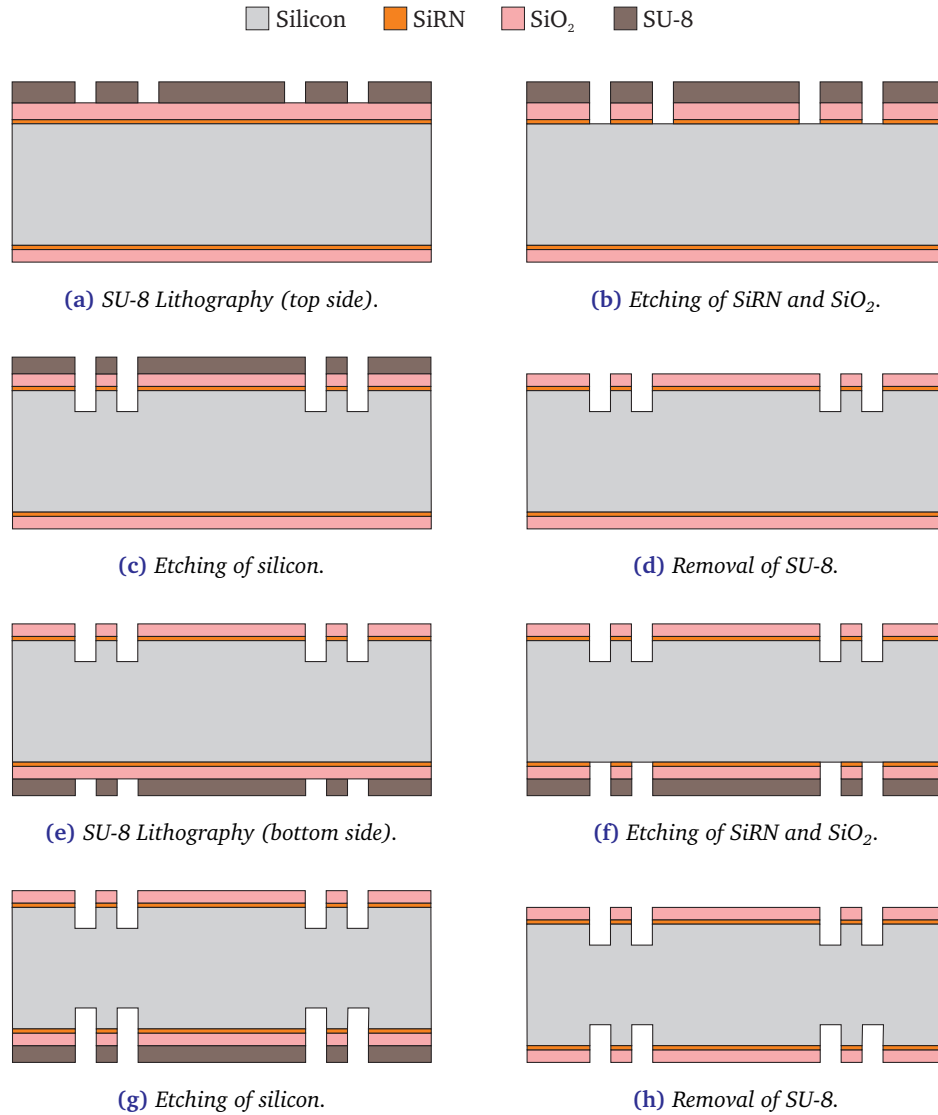 Silicon SiRN SiO₂ SU-8
(a) SU-8 Lithography (top side).
(b) Etching of SiRN and SiO₂.
(c) Etching of silicon.
(d) Removal of SU-8.
(e) SU-8 Lithography (bottom side).
(f) Etching of SiRN and SiO₂.
(g) Etching of silicon.
(h) Removal of SU-8.